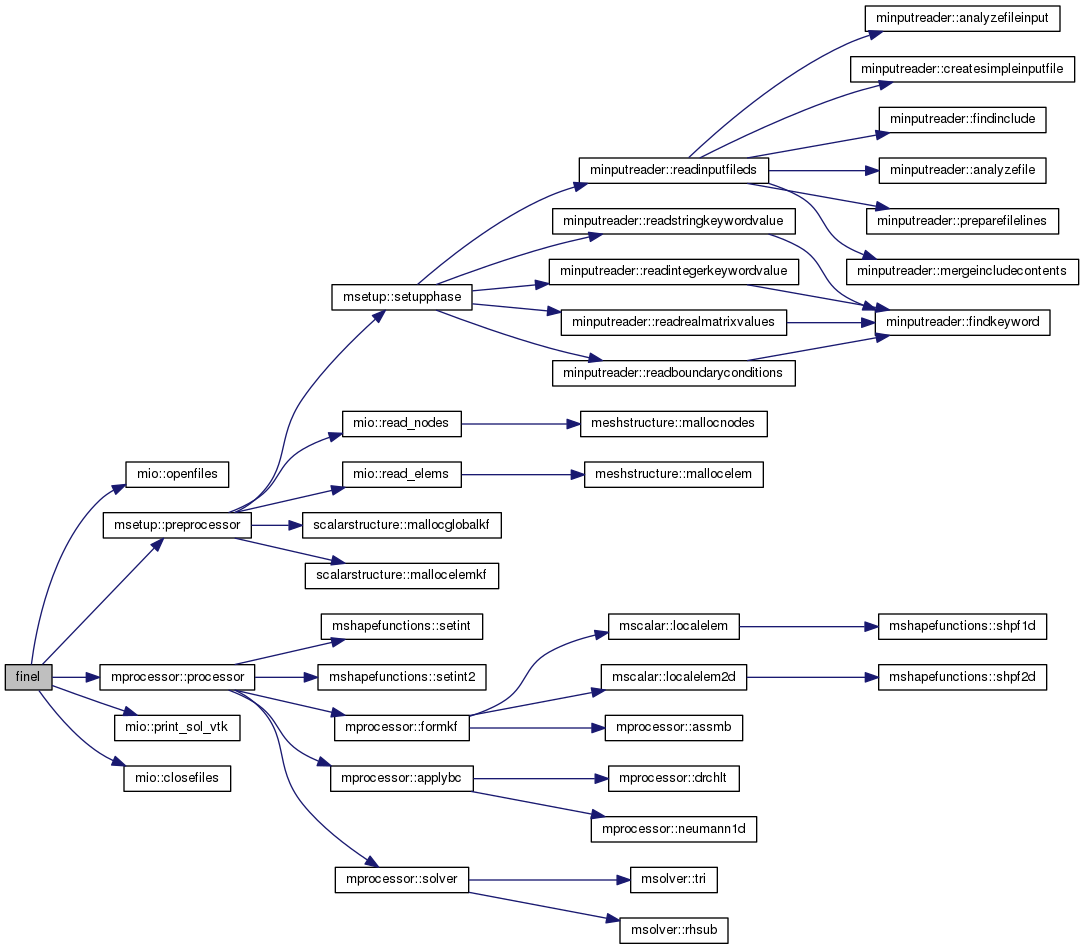 minputreader::analyzefileinput
minputreader::createsimpleinputfile
minputreader::findinclude
minputreader::readinputfileds
minputreader::analyzefile
minputreader::readstringkeywordvalue
minputreader::preparefilelines
minputreader::readintegerkeywordvalue
minputreader::mergeincludecontents
msetup::setupphase
minputreader::readrealmatrixvalues
minputreader::findkeyword
minputreader::readboundaryconditions
mio::read_nodes
meshstructure::mallocnodes
mio::openfiles
mio::read_elems
meshstructure::mallocelem
msetup::preprocessor
scalarstructure::mallocglobalkf
scalarstructure::mallocelemkf
mshapefunctions::setint
mscalar::localelem
mshapefunctions::shpf1d
finel
mprocessor::processor
mshapefunctions::setint2
mscalar::localelem2d
mshapefunctions::shpf2d
mio::print_sol_vtk
mprocessor::formkf
mprocessor::assmb
mio::closefiles
mprocessor::applybc
mprocessor::drchlt
mprocessor::neumann1d
mprocessor::solver
msolver::tri
msolver::rhsub